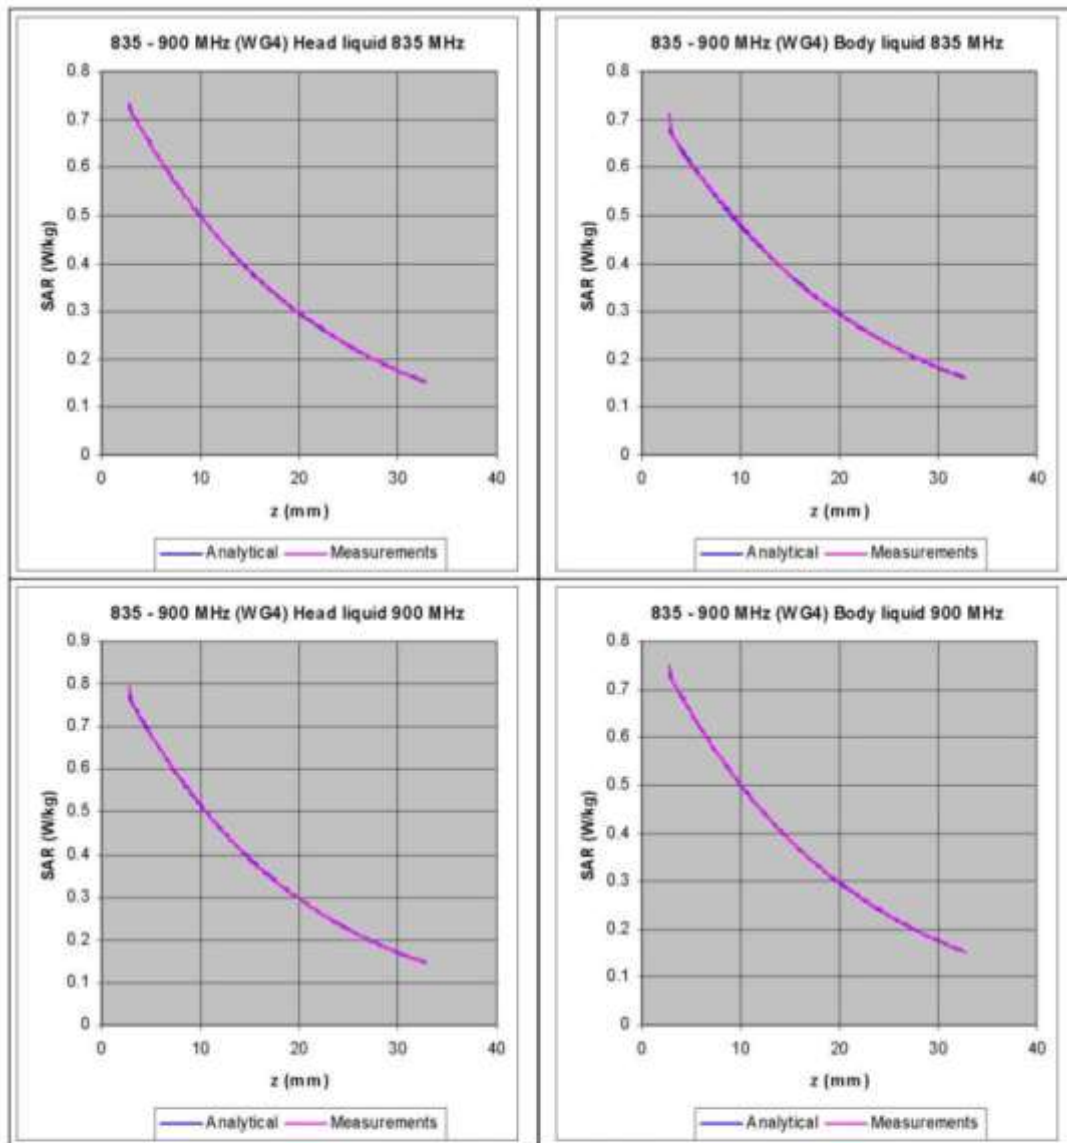 835 - 900 MHz (WG4) Head liquid 835 MHz
0.8
0.7
0.6
0.5
0.4
0.3
0.2
0.1
0
SAR (W/kg)
0 10 20 30 40
z (mm)
Analytical Measurements
835 - 900 MHz (WG4) Body liquid 835 MHz
0.8
0.7
0.6
0.5
0.4
0.3
0.2
0.1
0
SAR (W/kg)
0 10 20 30 40
z (mm)
Analytical Measurements
835 - 900 MHz (WG4) Head liquid 900 MHz
0.9
0.8
0.7
0.6
0.5
0.4
0.3
0.2
0.1
0
SAR (W/kg)
0 10 20 30 40
z (mm)
Analytical Measurements
835 - 900 MHz (WG4) Body liquid 900 MHz
0.8
0.7
0.6
0.5
0.4
0.3
0.2
0.1
0
SAR (W/kg)
0 10 20 30 40
z (mm)
Analytical Measurements